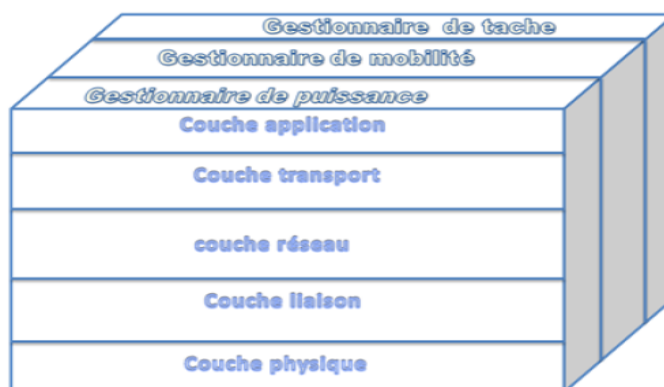 Gestionnaire de tache
Gestionnaire de mobilité
Gestionnaire de puissance
Couche application
Couche transport
couche réseau
Couche liaison
Couche physique